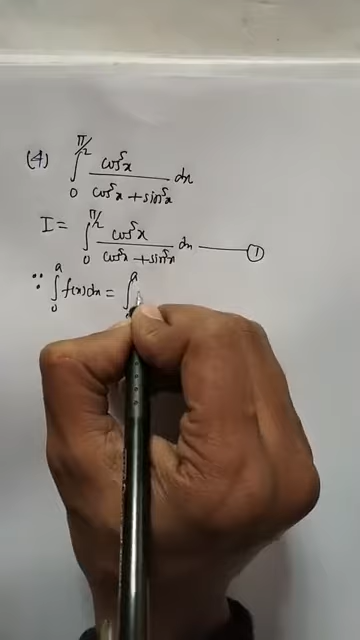 (4) ∫₀^{π/2} cos⁵x / (cos⁵x + sin⁵x) dx
I = ∫₀^{π/2} cos⁵x / (cos⁵x + sin⁵x) dx —— ①
∵ ∫₀^a f(x)dx = ∫₀^a